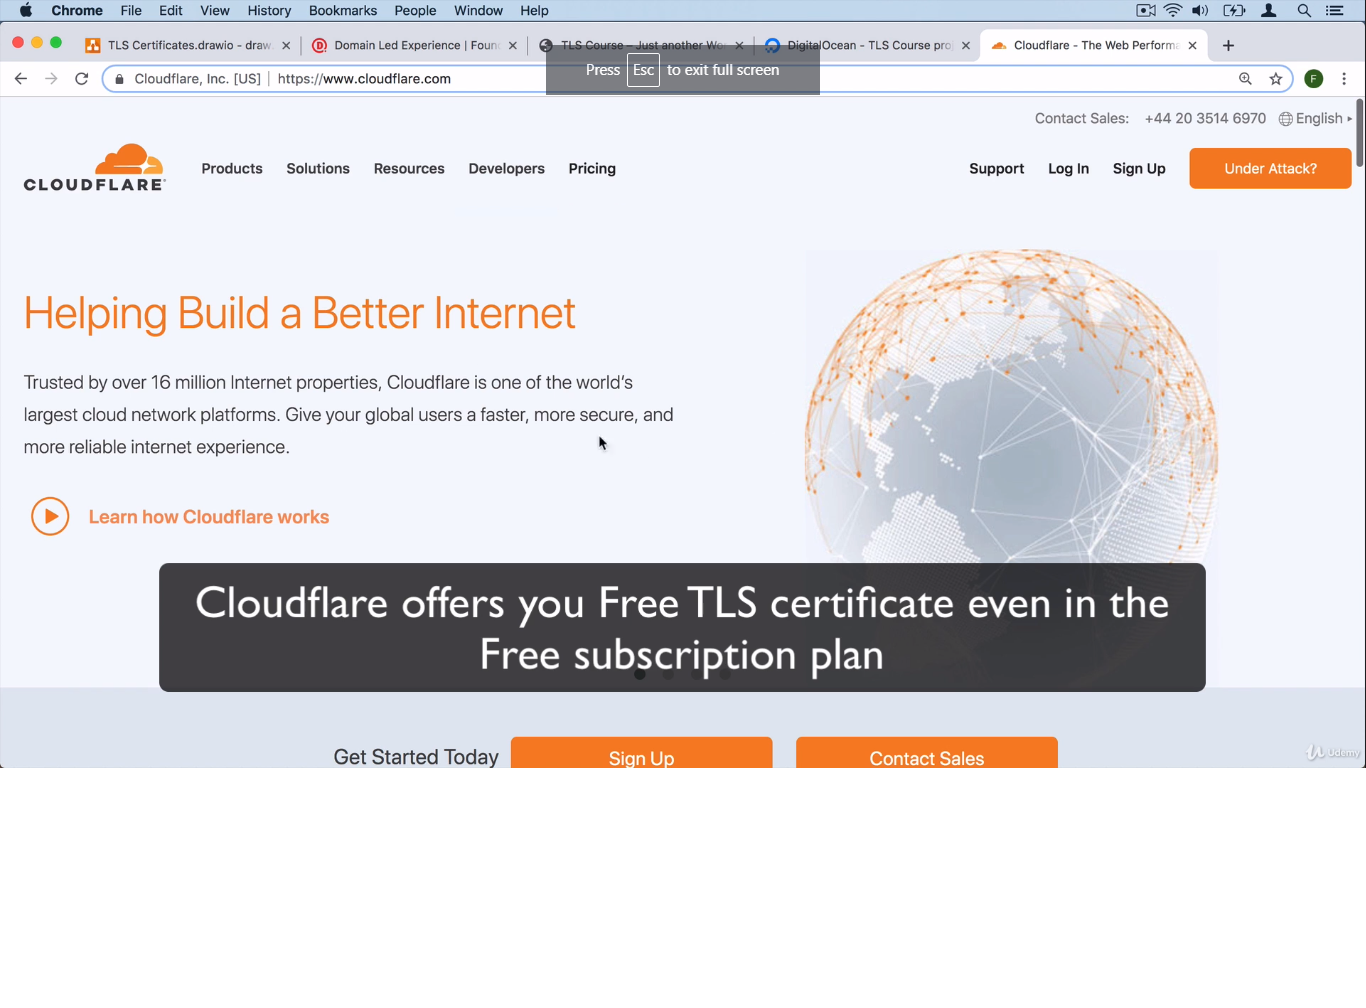 Chrome File Edit View History Bookmarks People Window Help
TLS Certificates.drawio - draw. Domain Led Experience | Foun TLS Course – Just another Wo DigitalOcean - TLS Course proj Cloudflare - The Web Performa
Press Esc to exit full screen
Cloudflare, Inc. [US] | https://www.cloudflare.com F
Contact Sales: +44 20 3514 6970 English
CLOUDFLARE Products Solutions Resources Developers Pricing Support Log In Sign Up Under Attack?
Helping Build a Better Internet
Trusted by over 16 million Internet properties, Cloudflare is one of the world's
largest cloud network platforms. Give your global users a faster, more secure, and
more reliable internet experience.
Learn how Cloudflare works
Cloudflare offers you Free TLS certificate even in the
Free subscription plan
Get Started Today Sign Up Contact Sales
Udemy